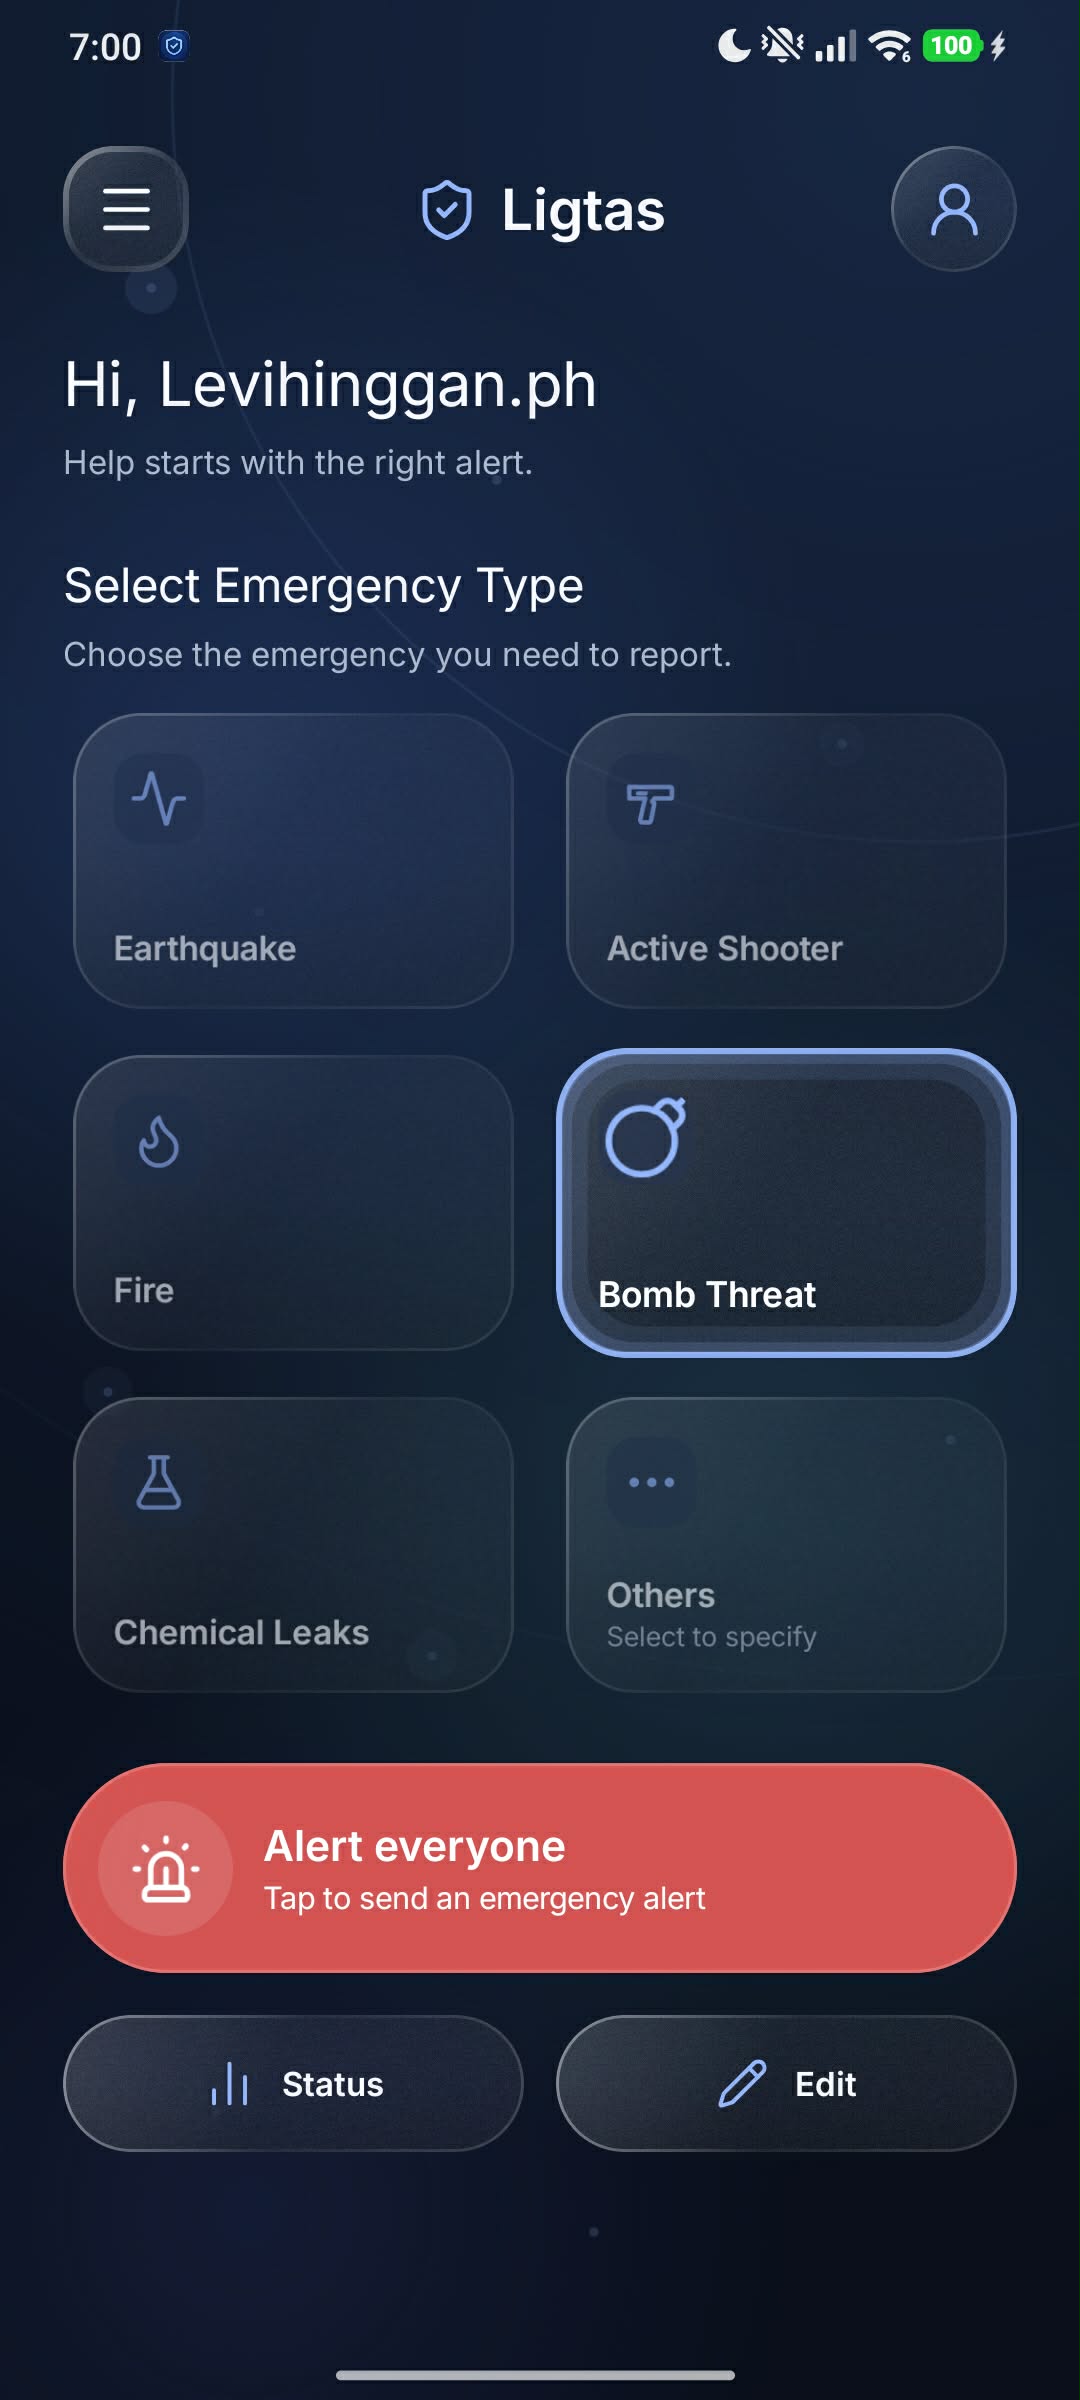 7:00
6
100
Ligtas
Hi, Levihinggan.ph
Help starts with the right alert.
Select Emergency Type
Choose the emergency you need to report.
Earthquake
Active Shooter
Fire
Bomb Threat
Chemical Leaks
Others
Select to specify
Alert everyone
Tap to send an emergency alert
Status
Edit